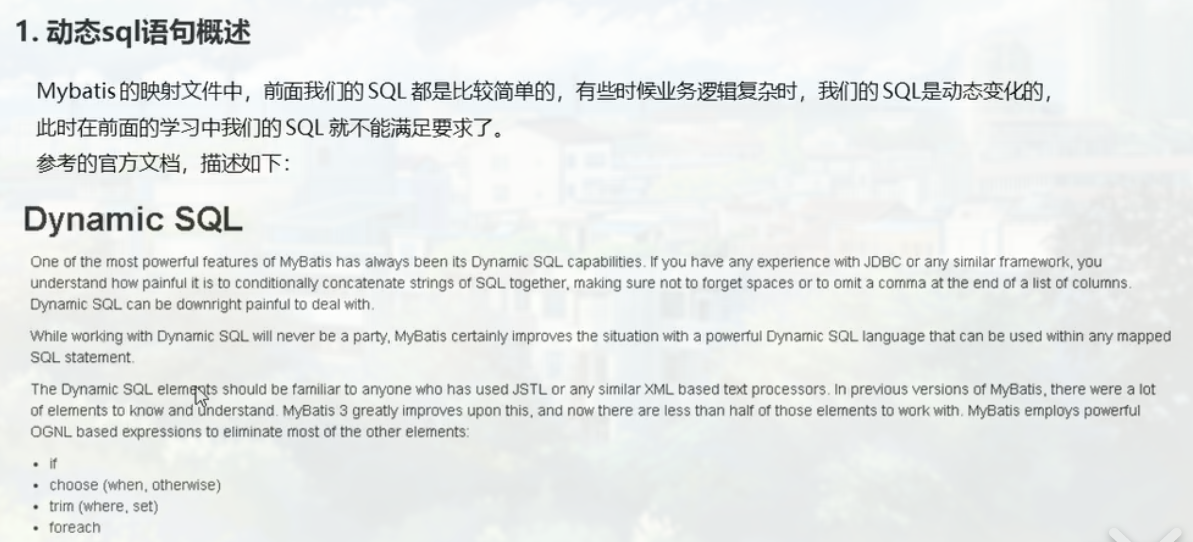 1. 动态sql语句概述
Mybatis的映射文件中，前面我们的SQL都是比较简单的，有些时候业务逻辑复杂时，我们的SQL是动态变化的，
此时在前面的学习中我们的SQL就不能满足要求了。
参考的官方文档，描述如下：
Dynamic SQL
One of the most powerful features of MyBatis has always been its Dynamic SQL capabilities. If you have any experience with JDBC or any similar framework, you
understand how painful it is to conditionally concatenate strings of SQL together, making sure not to forget spaces or to omit a comma at the end of a list of columns.
Dynamic SQL can be downright painful to deal with.
While working with Dynamic SQL will never be a party, MyBatis certainly improves the situation with a powerful Dynamic SQL language that can be used within any mapped
SQL statement.
The Dynamic SQL elements should be familiar to anyone who has used JSTL or any similar XML based text processors. In previous versions of MyBatis, there were a lot
of elements to know and understand. MyBatis 3 greatly improves upon this, and now there are less than half of those elements to work with. MyBatis employs powerful
OGNL based expressions to eliminate most of the other elements:
• if
• choose (when, otherwise)
• trim (where, set)
• foreach